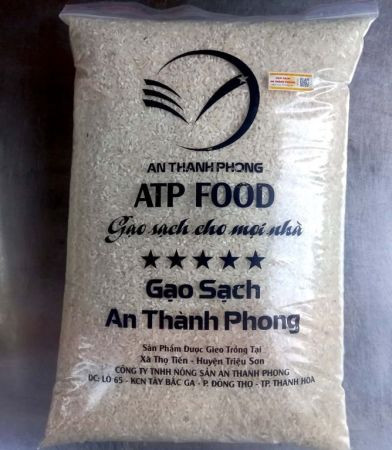 AN THANH PHONG
ATP FOOD
Gạo sạch cho mọi nhà
Gạo Sạch
An Thành Phong
Sản Phẩm Được Gieo Trồng Tại
Xã Thọ Tiến - Huyện Triệu Sơn
CÔNG TY TNHH NÔNG SẢN AN THÀNH PHONG
ĐC: LÔ 65 - KCN TÂY BẮC GA - P. ĐÔNG THỌ - TP. THANH HÓA